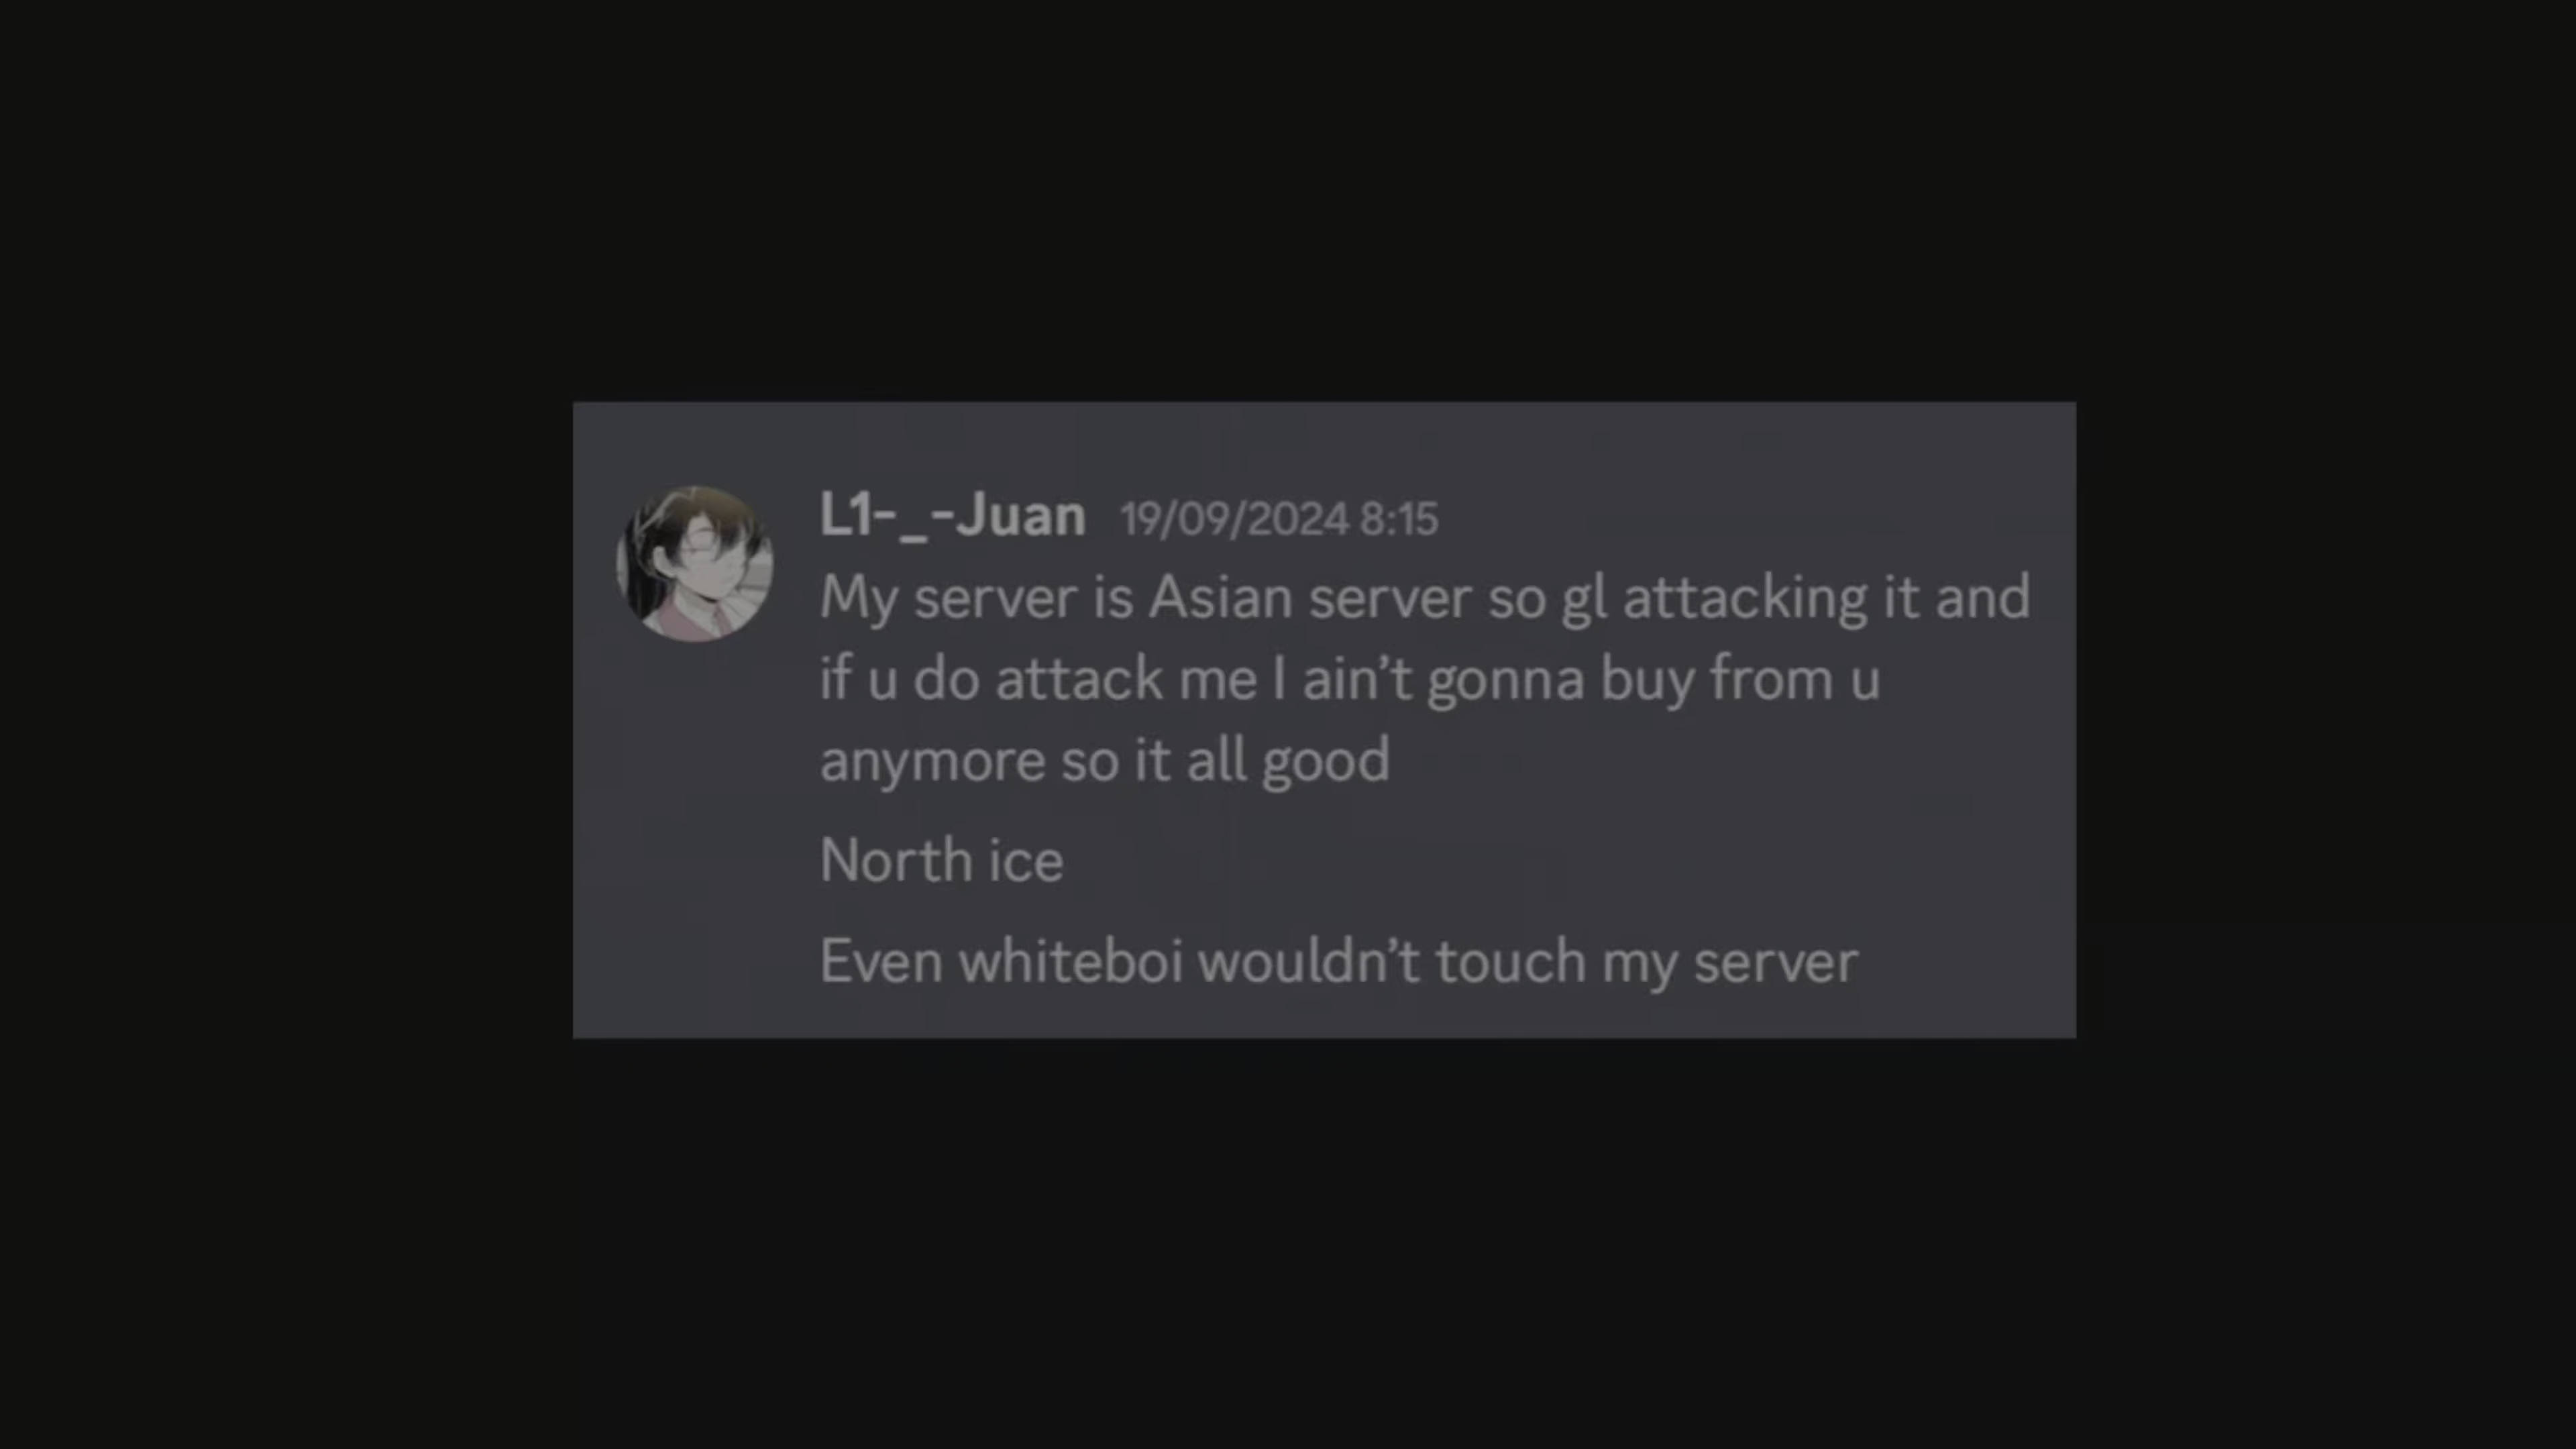 L1-_-Juan 19/09/2024 8:15
My server is Asian server so gl attacking it and
if u do attack me I ain’t gonna buy from u
anymore so it all good
North ice
Even whiteboi wouldn’t touch my server